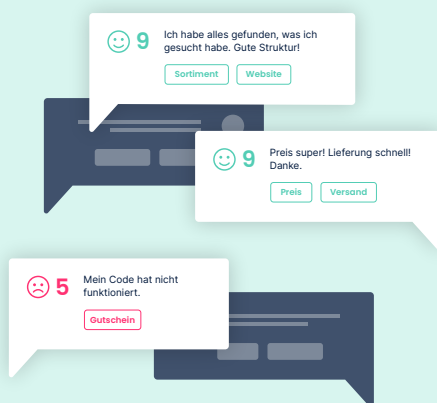 9
Ich habe alles gefunden, was ich
gesucht habe. Gute Struktur!
Sortiment
Website
9
Preis super! Lieferung schnell!
Danke.
Preis
Versand
5
Mein Code hat nicht
funktioniert.
Gutschein